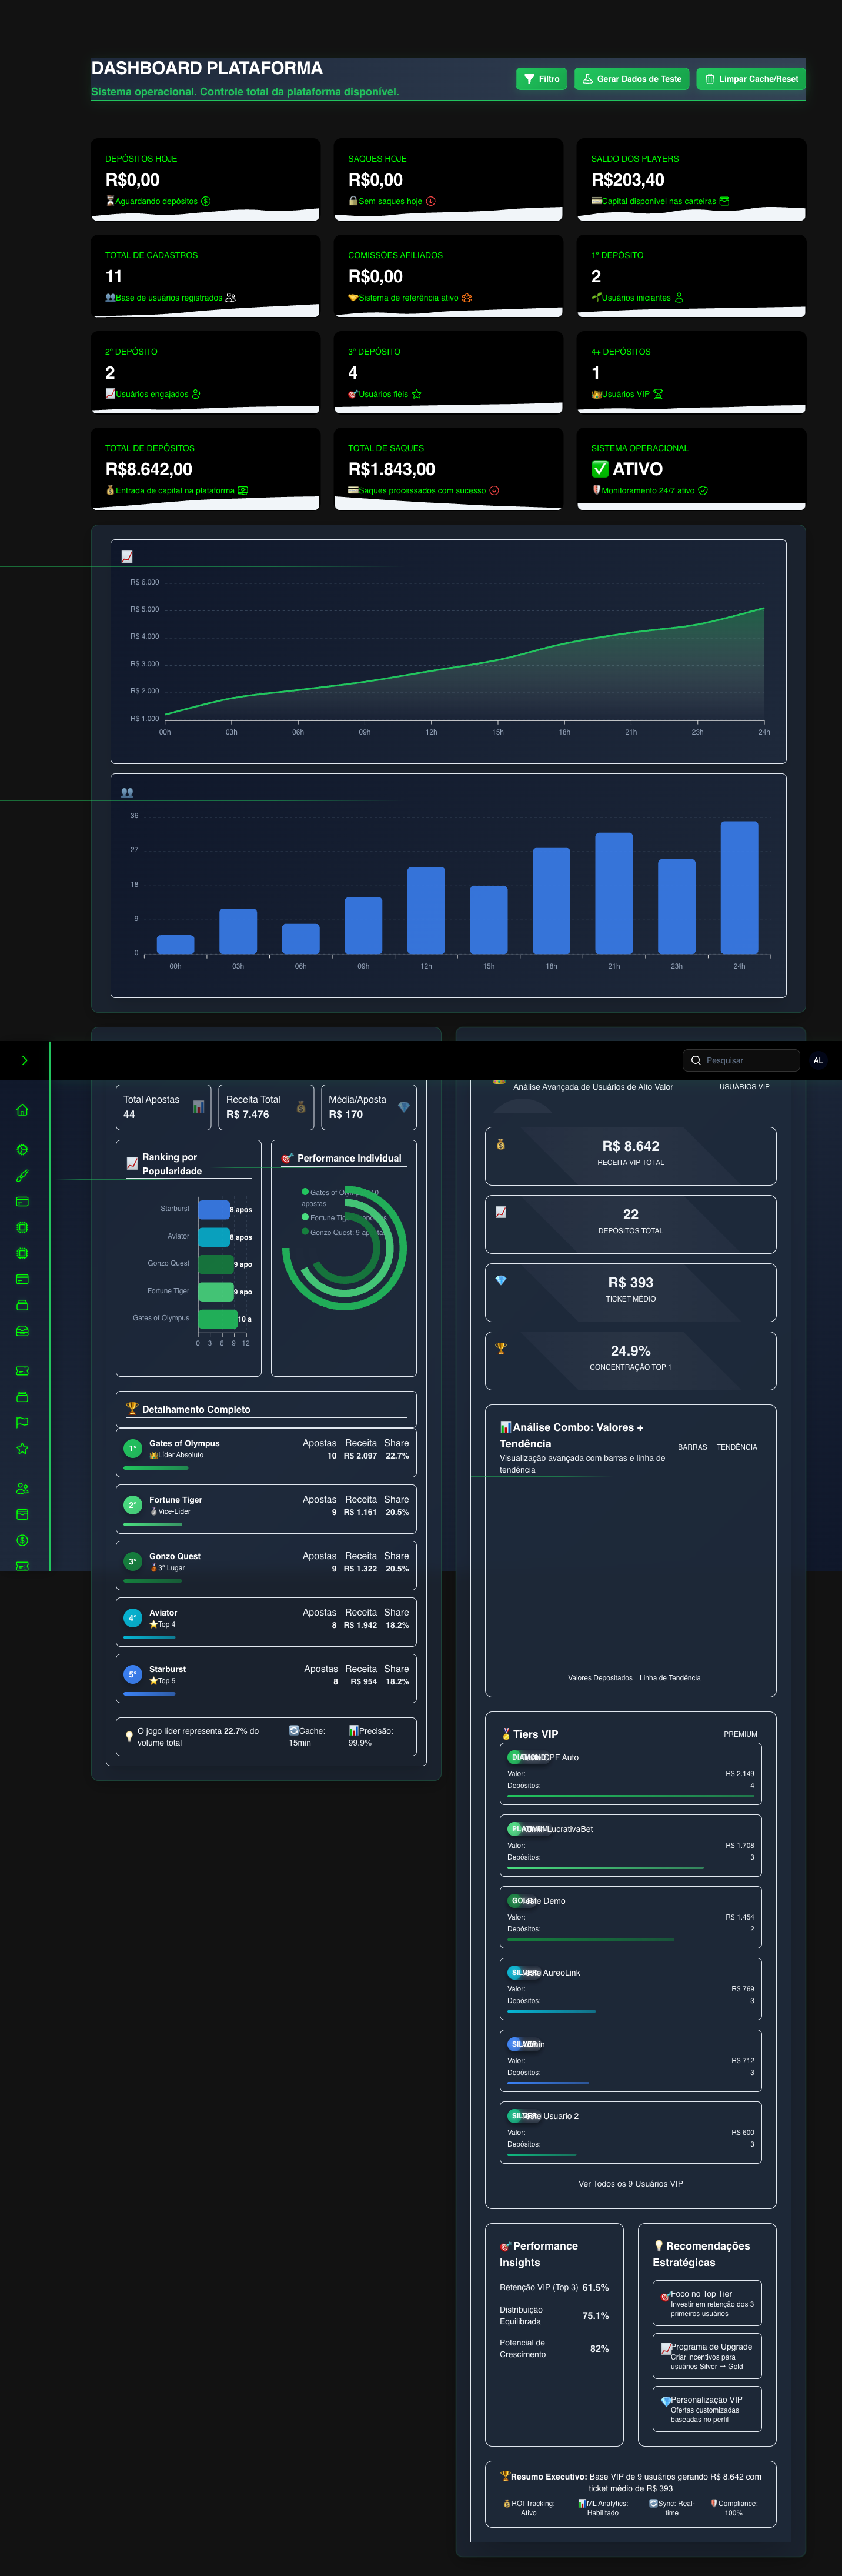 DASHBOARD PLATAFORMA
Sistema operacional. Controle total da plataforma disponível.
Filtro
Gerar Dados de Teste
Limpar Cache/Reset
DEPÓSITOS HOJE
R$0,00
Aguardando depósitos
SAQUES HOJE
R$0,00
Sem saques hoje
SALDO DOS PLAYERS
R$203,40
Capital disponível nas carteiras
TOTAL DE CADASTROS
11
Base de usuários registrados
COMISSÕES AFILIADOS
R$0,00
Sistema de referência ativo
1º DEPÓSITO
2
Usuários iniciantes
2º DEPÓSITO
2
Usuários engajados
3º DEPÓSITO
4
Usuários fiéis
4+ DEPÓSITOS
1
Usuários VIP
TOTAL DE DEPÓSITOS
R$8.642,00
Entrada de capital na plataforma
TOTAL DE SAQUES
R$1.843,00
Saques processados com sucesso
SISTEMA OPERACIONAL
✅ ATIVO
Monitoramento 24/7 ativo
R$ 6.000
R$ 5.000
R$ 4.000
R$ 3.000
R$ 2.000
R$ 1.000
00h 03h 06h 09h 12h 15h 18h 21h 23h 24h
36
27
18
9
0
00h 03h 06h 09h 12h 15h 18h 21h 23h 24h
Pesquisar
AL
Total Apostas
44
Receita Total
R$ 7.476
Média/Aposta
R$ 170
Ranking por
Popularidade
Starburst 8 apos
Aviator 8 apos
Gonzo Quest 9 apo
Fortune Tiger 9 apo
Gates of Olympus 10 a
0 3 6 9 12
Performance Individual
Gates of Olympus: 10
apostas
Fortune Tiger: 9 apostas
Gonzo Quest: 9 apostas
Detalhamento Completo
1°
Gates of Olympus
Líder Absoluto
Apostas Receita Share
10 R$ 2.097 22.7%
2°
Fortune Tiger
Vice-Líder
Apostas Receita Share
9 R$ 1.161 20.5%
3°
Gonzo Quest
3° Lugar
Apostas Receita Share
9 R$ 1.322 20.5%
4°
Aviator
Top 4
Apostas Receita Share
8 R$ 1.942 18.2%
5°
Starburst
Top 5
Apostas Receita Share
8 R$ 954 18.2%
O jogo líder representa 22.7% do
volume total
Cache:
15min
Precisão:
99.9%
Análise Avançada de Usuários de Alto Valor
USUÁRIOS VIP
R$ 8.642
RECEITA VIP TOTAL
22
DEPÓSITOS TOTAL
R$ 393
TICKET MÉDIO
24.9%
CONCENTRAÇÃO TOP 1
Análise Combo: Valores +
Tendência
Visualização avançada com barras e linha de
tendência
BARRAS TENDÊNCIA
Valores Depositados Linha de Tendência
Tiers VIP
PREMIUM
DIAMOND CPF Auto
Valor: R$ 2.149
Depósitos: 4
PLATINUM LucrativaBet
Valor: R$ 1.708
Depósitos: 3
GOLD Demo
Valor: R$ 1.454
Depósitos: 2
SILVER AureoLink
Valor: R$ 769
Depósitos: 3
SILVER
Valor: R$ 712
Depósitos: 3
SILVER Usuario 2
Valor: R$ 600
Depósitos: 3
Ver Todos os 9 Usuários VIP
Performance
Insights
Retenção VIP (Top 3) 61.5%
Distribuição
Equilibrada
75.1%
Potencial de
Crescimento
82%
Recomendações
Estratégicas
Foco no Top Tier
Investir em retenção dos 3
primeiros usuários
Programa de Upgrade
Criar incentivos para
usuários Silver → Gold
Personalização VIP
Ofertas customizadas
baseadas no perfil
Resumo Executivo: Base VIP de 9 usuários gerando R$ 8.642 com
ticket médio de R$ 393
ROI Tracking:
Ativo
ML Analytics:
Habilitado
Sync: Real-
time
Compliance:
100%